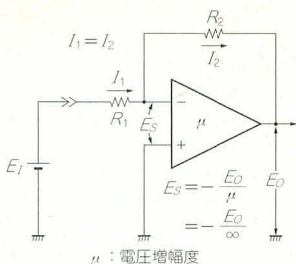 I₁ = I₂
R₂
I₂
I₁
R₁
−
E_S
μ
+
E_I
E_S = − E_O / μ
= − E_O / ∞
E_O
μ : 電圧増幅度